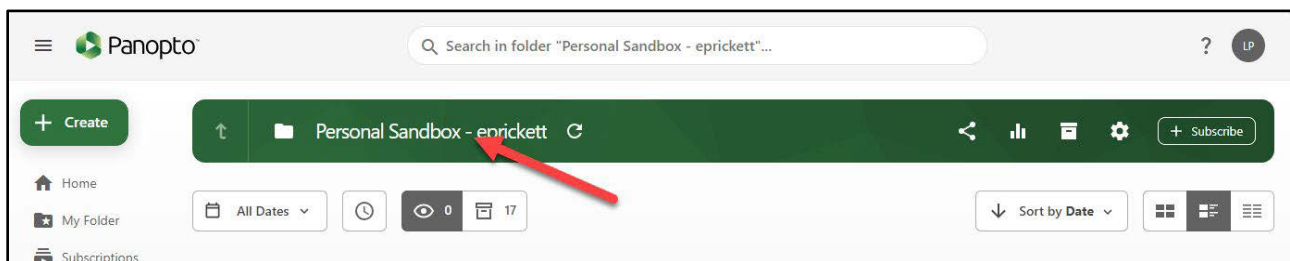 Panopto
Search in folder "Personal Sandbox - eprickett"...
?
LP
+ Create
Personal Sandbox - eprickett
+ Subscribe
Home
My Folder
Subscriptions
All Dates
0
17
Sort by Date